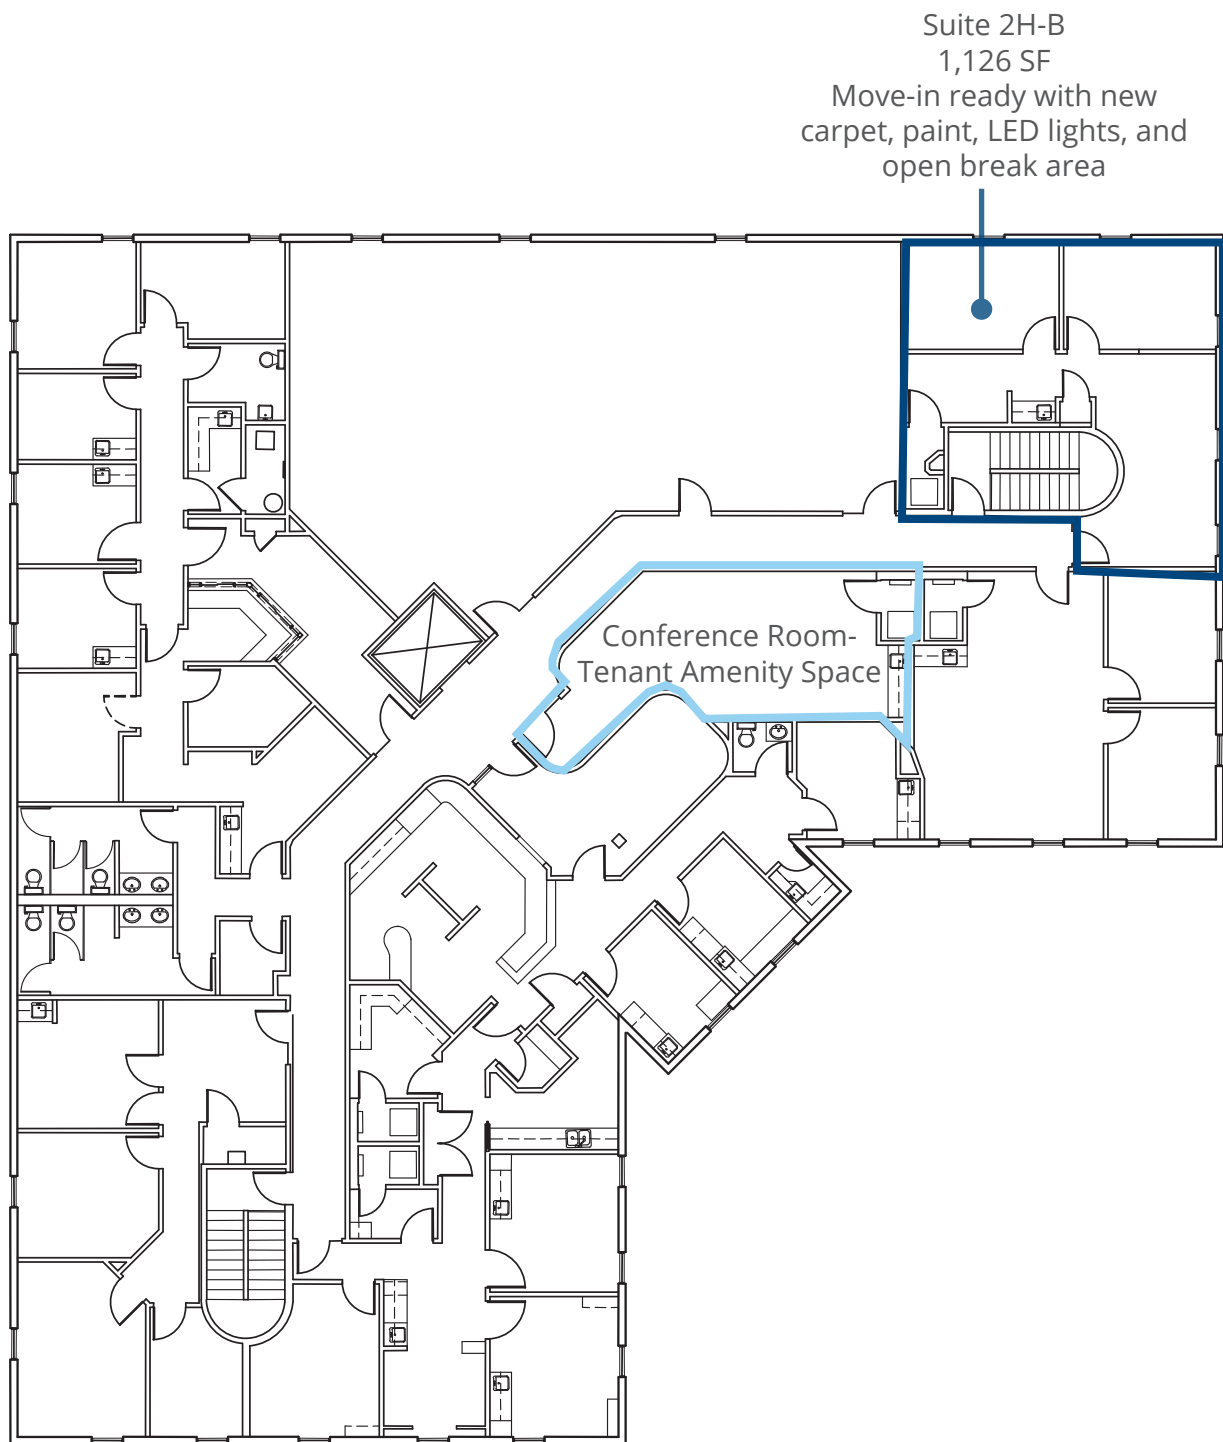 Suite 2H-B
1,126 SF
Move-in ready with new
carpet, paint, LED lights, and
open break area
Conference Room-
Tenant Amenity Space